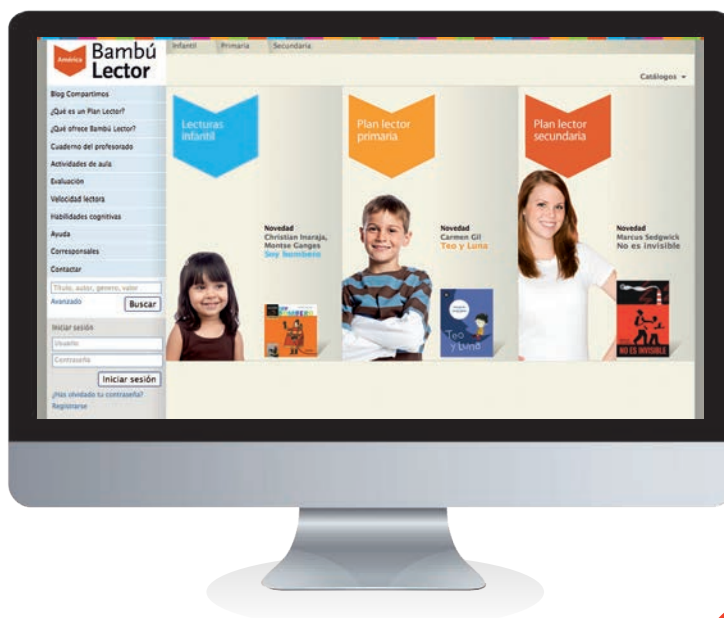 América
Bambú
Lector
Infantil Primaria Secundaria
Catálogos
Blog Compartimos
¿Qué es un Plan Lector?
¿Qué ofrece Bambú Lector?
Cuaderno del profesorado
Actividades de aula
Evaluación
Velocidad lectora
Habilidades cognitivas
Ayuda
Corresponsales
Contactar
Título, autor, género, valor
Avanzado
Buscar
Iniciar sesión
Usuario
Contraseña
Iniciar sesión
¿Has olvidado tu contraseña?
Registrarse
Lecturas
infantil
Novedad
Christian Inaraja,
Montse Ganges
Soy bombero
Plan lector
primaria
Novedad
Carmen Gil
Teo y Luna
Teo
y Luna
Plan lector
secundaria
Novedad
Marcus Sedgwick
No es invisible
NO ES INVISIBLE